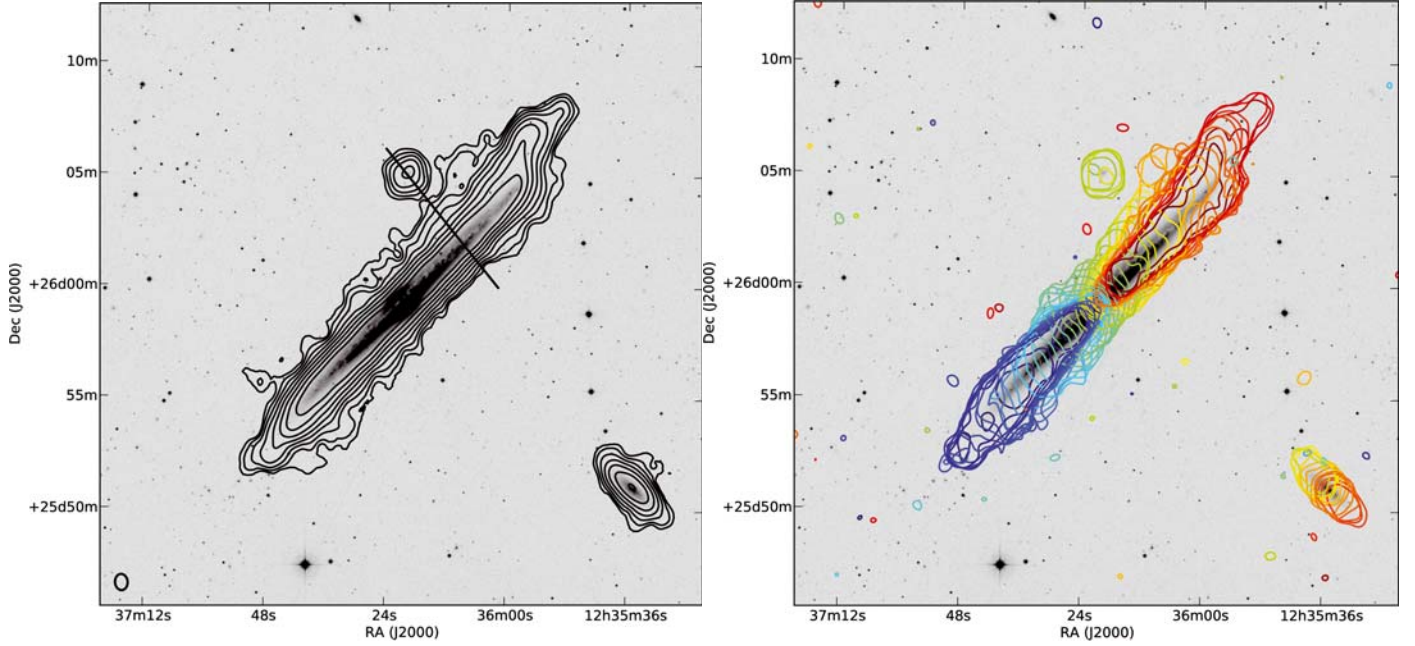 10m
05m
+26d00m
55m
+25d50m
Dec (J2000)
37m12s
48s
24s
36m00s
12h35m36s
RA (J2000)
10m
05m
+26d00m
55m
+25d50m
Dec (J2000)
37m12s
48s
24s
36m00s
12h35m36s
RA (J2000)